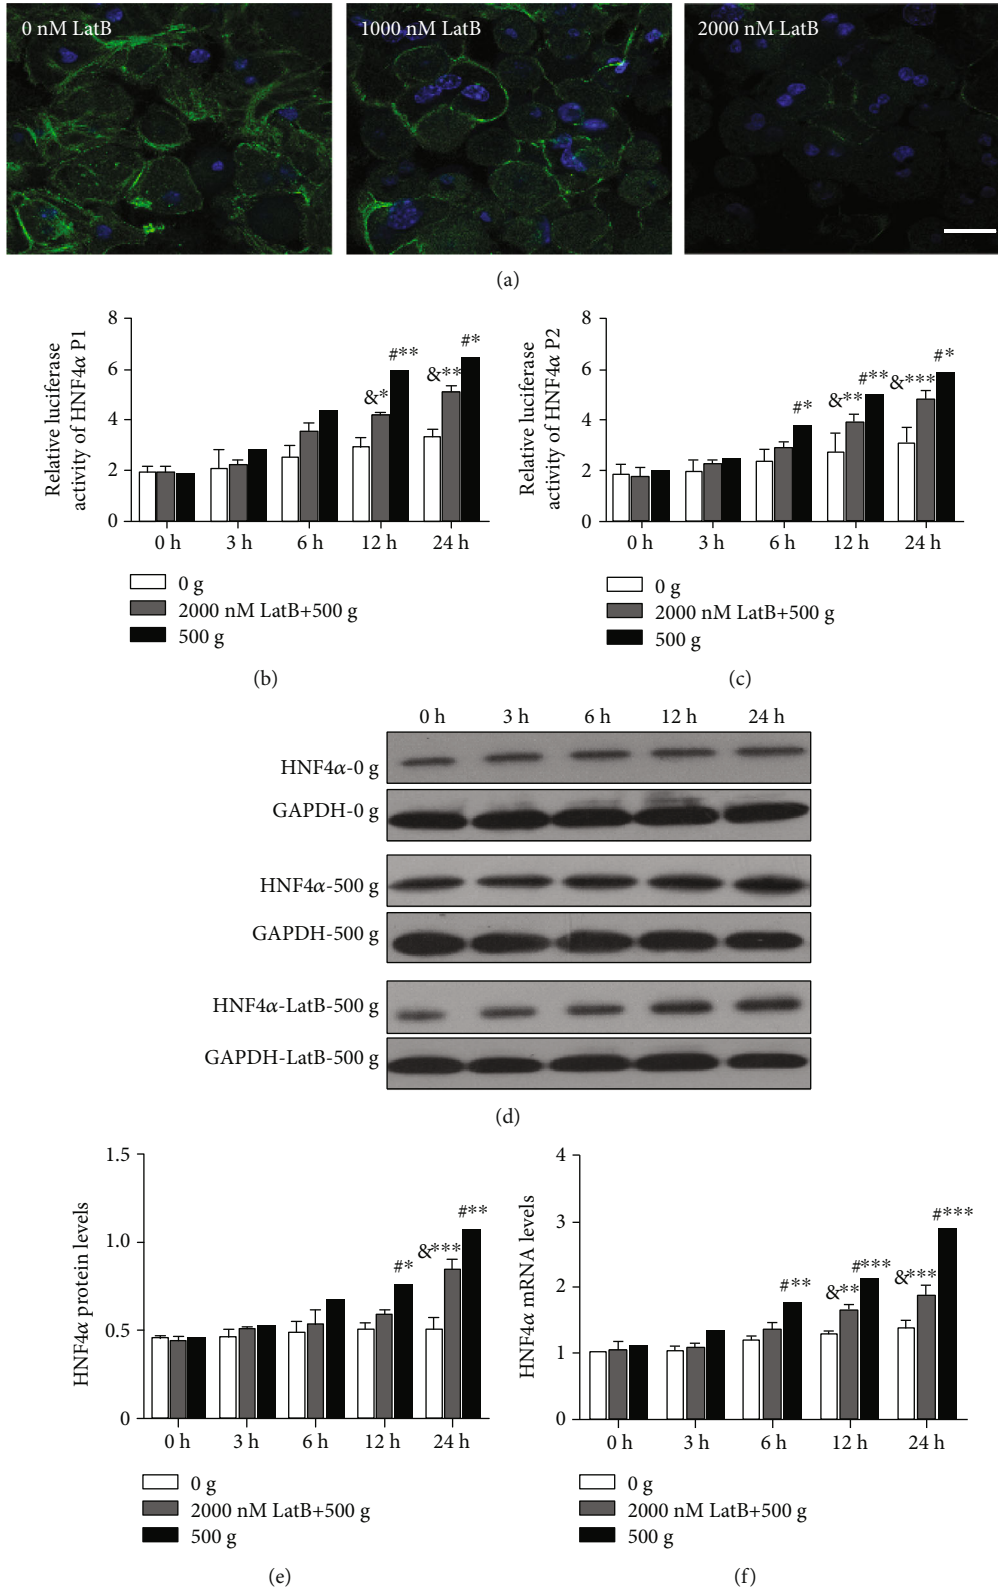 0 nM LatB
1000 nM LatB
2000 nM LatB
(a)
Relative luciferase
activity of HNF4α P1
8
6
4
2
0
&*
#**
&**
#*
0 h
3 h
6 h
12 h
24 h
0 g
2000 nM LatB+500 g
500 g
(b)
Relative luciferase
activity of HNF4α P2
8
6
4
2
0
#*
&**
#**
&***
#*
0 h
3 h
6 h
12 h
24 h
0 g
2000 nM LatB+500 g
500 g
(c)
0 h
3 h
6 h
12 h
24 h
HNF4α-0 g
GAPDH-0 g
HNF4α-500 g
GAPDH-500 g
HNF4α-LatB-500 g
GAPDH-LatB-500 g
(d)
HNF4α protein levels
1.5
1.0
0.5
0
#*
&***
#**
0 h
3 h
6 h
12 h
24 h
0 g
2000 nM LatB+500 g
500 g
(e)
HNF4α mRNA levels
4
3
2
1
0
#**
&**
#***
&***
#***
0 h
3 h
6 h
12 h
24 h
0 g
2000 nM LatB+500 g
500 g
(f)